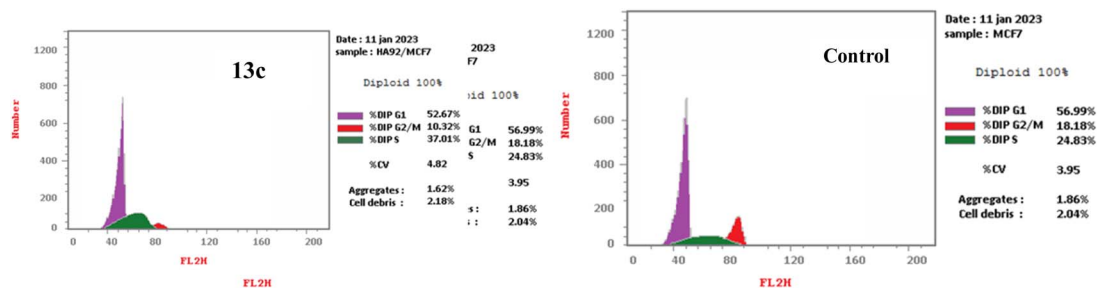 Date : 11 jan 2023
sample : HA92/MCF7
13c
Diploid 100%
%DIP G1 52.67%
%DIP G2/M 10.32%
%DIP S 37.01%
%CV 4.82
Aggregates : 1.62%
Cell debris : 2.18%
1200
800
600
400
200
0
Number
0 40 80 120 160 200
FL2H
FL2H
2023
F7
id 100%
G1 56.99%
G2/M 18.18%
S 24.83%
3.95
s : 1.86%
s : 2.04%
Date : 11 jan 2023
sample : MCF7
Control
Diploid 100%
%DIP G1 56.99%
%DIP G2/M 18.18%
%DIP S 24.83%
%CV 3.95
Aggregates : 1.86%
Cell debris : 2.04%
1200
800
600
400
200
0
Number
0 40 80 120 160 200
FL2H